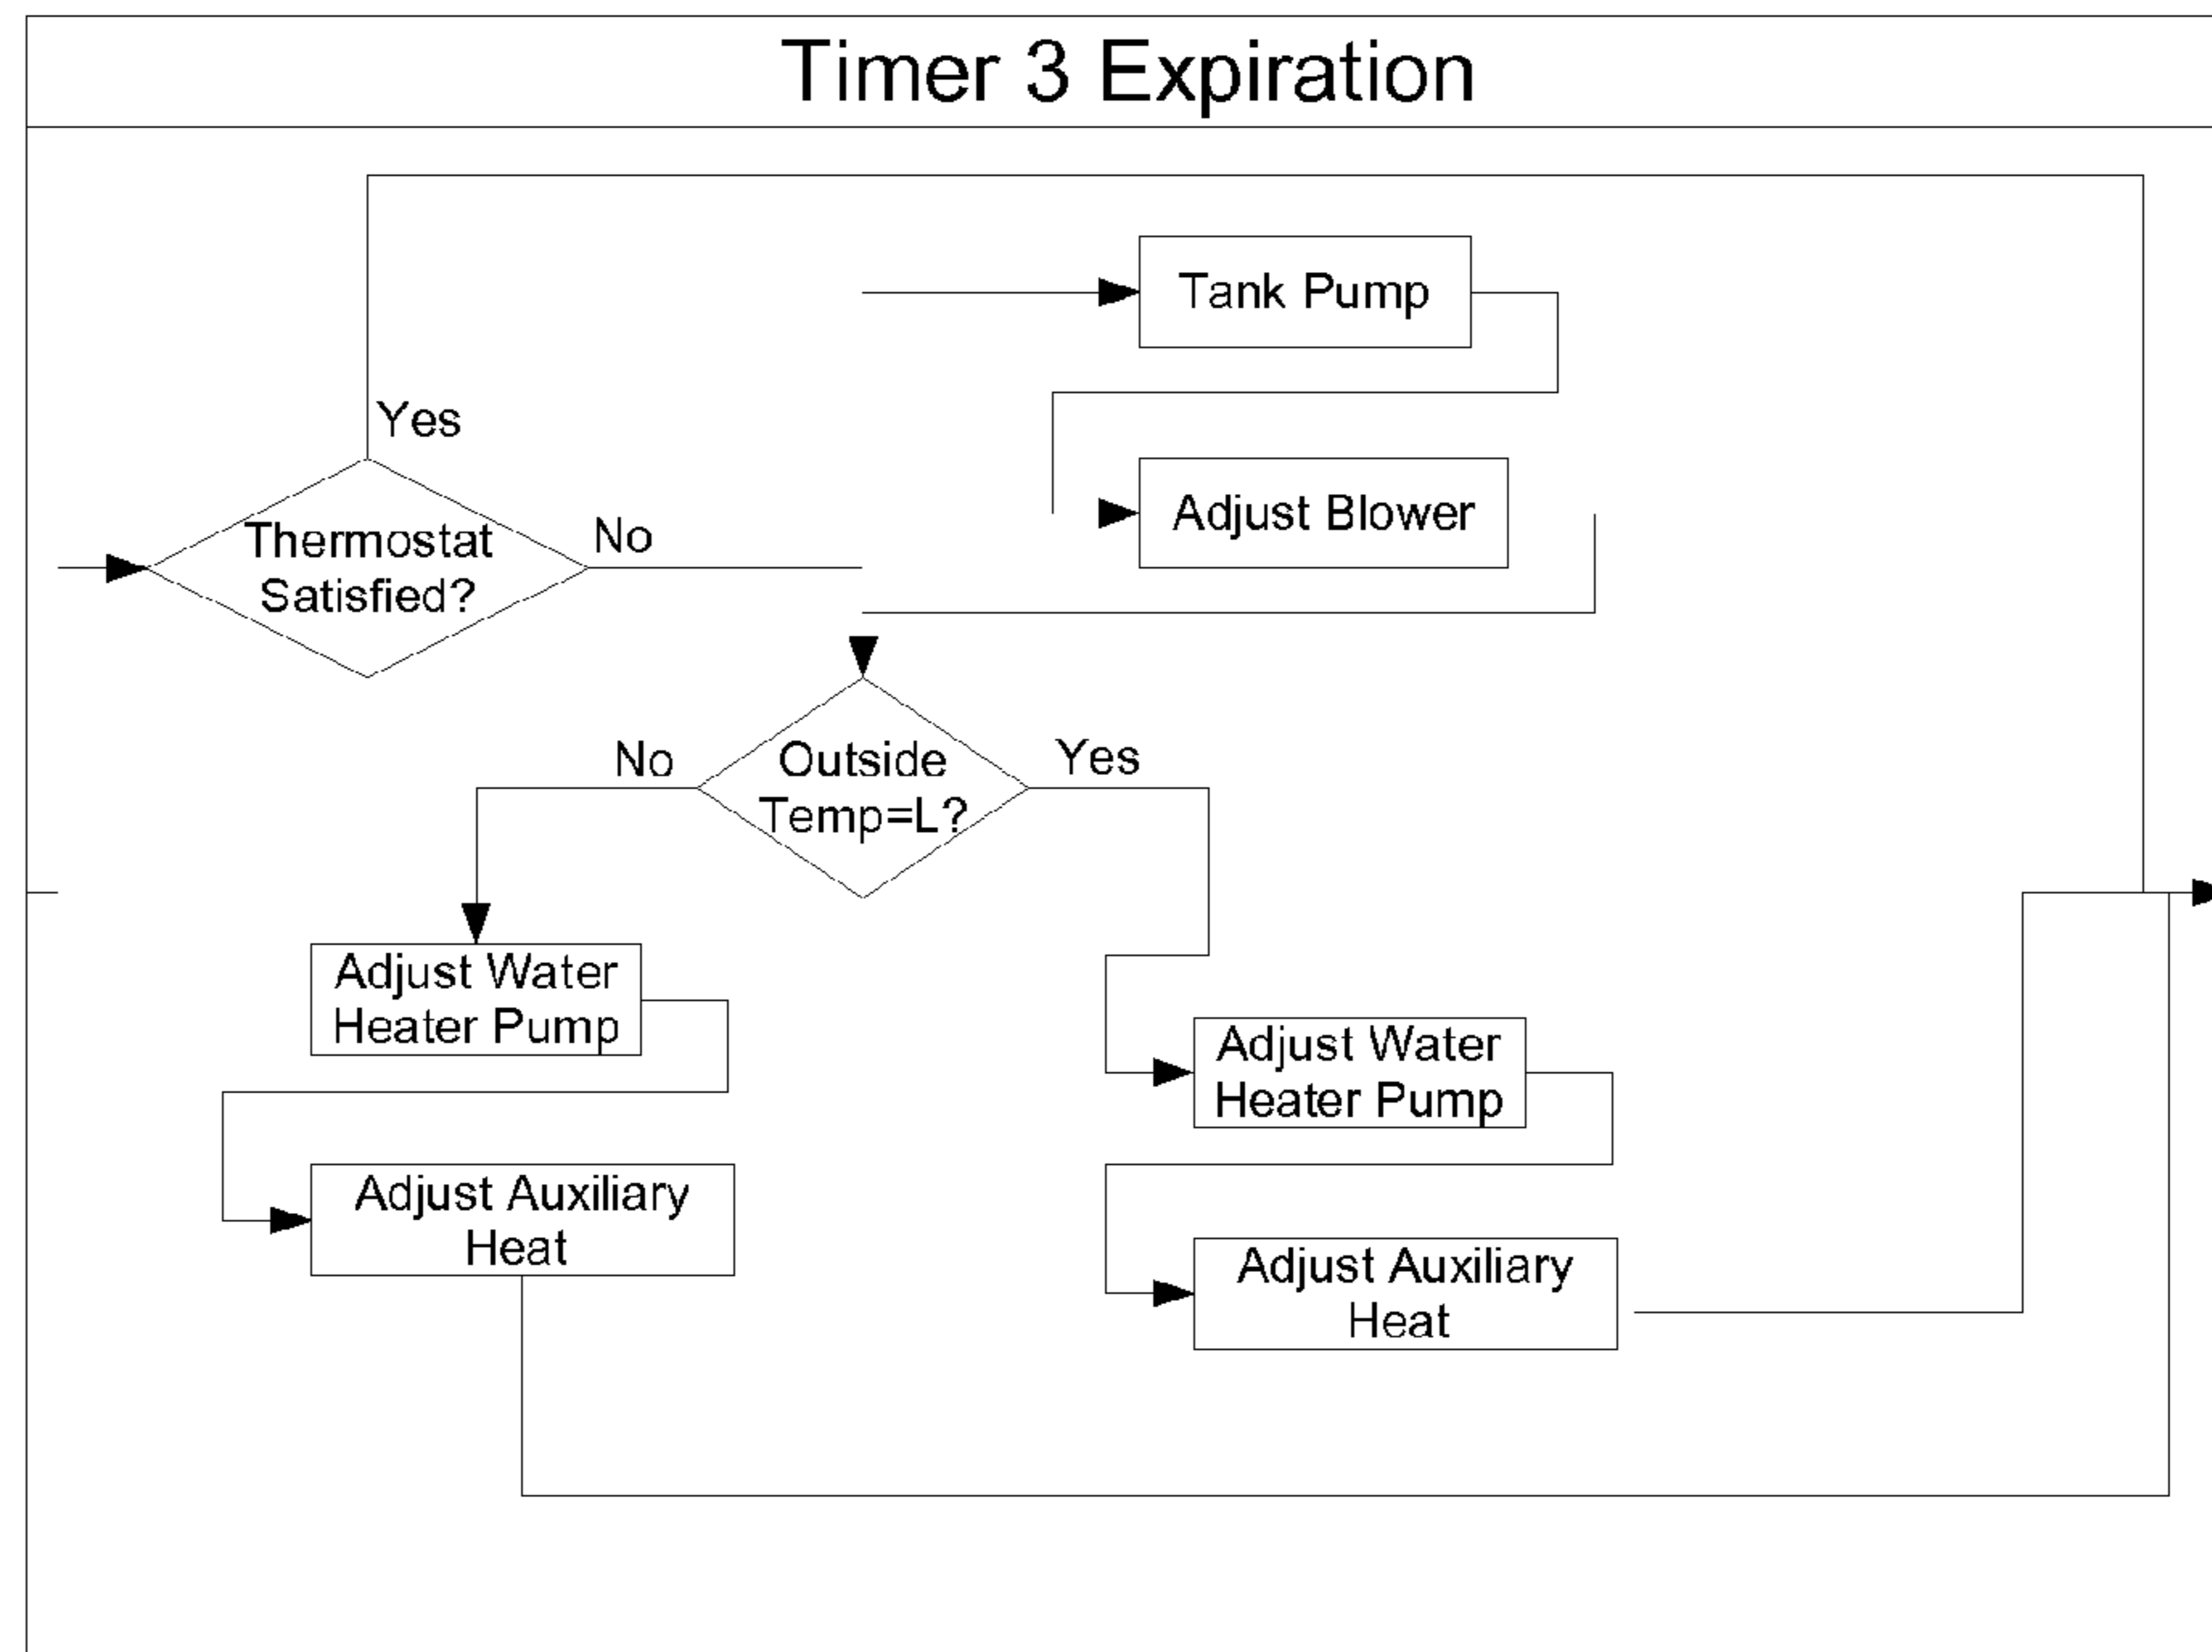 Timer 3 Expiration
Tank Pump
Yes
Adjust Blower
Thermostat
Satisfied?
No
No
Outside
Temp=L?
Yes
Adjust Water
Heater Pump
Adjust Water
Heater Pump
Adjust Auxiliary
Heat
Adjust Auxiliary
Heat